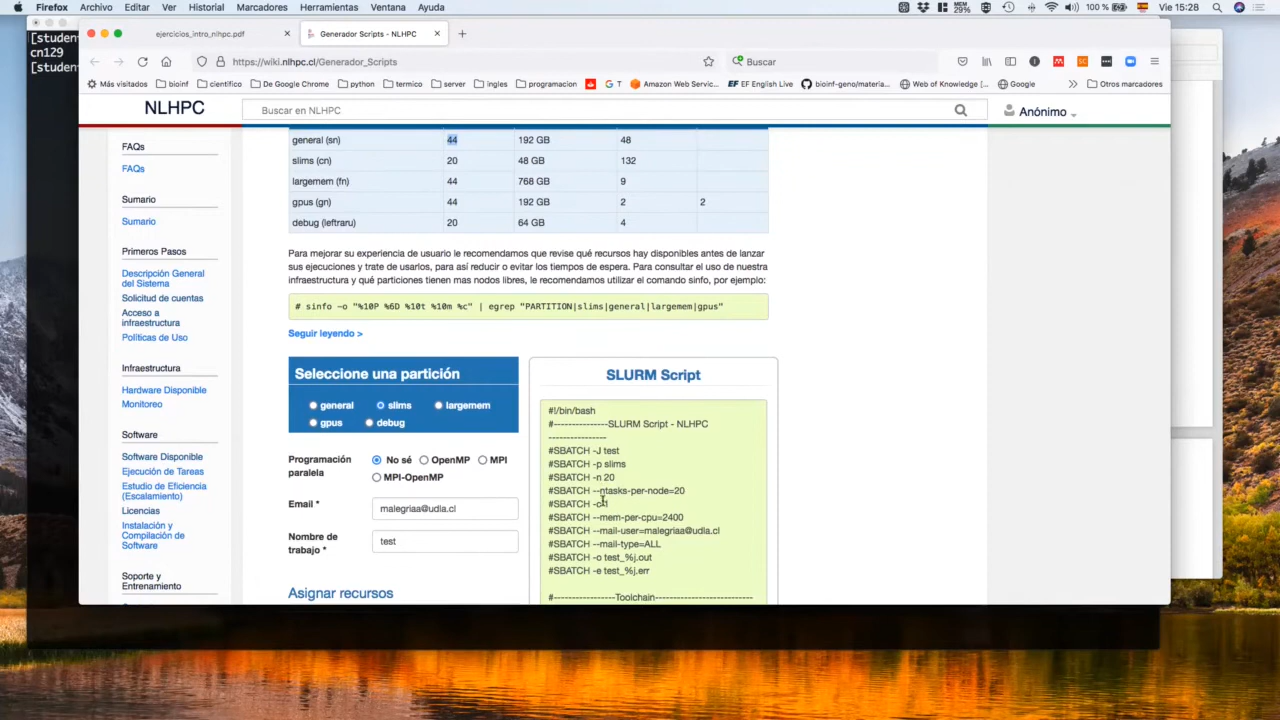 Firefox Archivo Editar Ver Historial Marcadores Herramientas Ventana Ayuda MEM 29% 100 % Vie 15:28
[studen
cn129
[studen
ejercicios_intro_nlhpc.pdf × Generador Scripts - NLHPC × +
https://wiki.nlhpc.cl/Generador_Scripts Buscar
Más visitados bioinf cientifico De Google Chrome python termico server ingles programacion G T Amazon Web Servic... EF EF English Live bioinf-geno/materia... Web of Knowledge [... Google Otros marcadores
NLHPC Buscar en NLHPC Anónimo
FAQs
FAQs
Sumario
Sumario
Primeros Pasos
Descripción General
del Sistema
Solicitud de cuentas
Acceso a
infraestructura
Políticas de Uso
Infraestructura
Hardware Disponible
Monitoreo
Software
Software Disponible
Ejecución de Tareas
Estudio de Eficiencia
(Escalamiento)
Licencias
Instalación y
Compilación de
Software
Soporte y
Entrenamiento
general (sn) 44 192 GB 48
slims (cn) 20 48 GB 132
largemem (fn) 44 768 GB 9
gpus (gn) 44 192 GB 2 2
debug (leftraru) 20 64 GB 4
Para mejorar su experiencia de usuario le recomendamos que revise qué recursos hay disponibles antes de lanzar
sus ejecuciones y trate de usarlos, para así reducir o evitar los tiempos de espera. Para consultar el uso de nuestra
infraestructura y qué particiones tienen mas nodos libres, le recomendamos utilizar el comando sinfo, por ejemplo:
# sinfo -o "%10P %6D %10t %10m %c" | egrep "PARTITION|slims|general|largemem|gpus"
Seguir leyendo >
Seleccione una partición
general slims largemem
gpus debug
Programación
paralela
No sé OpenMP MPI
MPI-OpenMP
Email * malegriaa@udla.cl
Nombre de
trabajo *
test
Asignar recursos
SLURM Script
#!/bin/bash
#---------------SLURM Script - NLHPC
----------------
#SBATCH -J test
#SBATCH -p slims
#SBATCH -n 20
#SBATCH --ntasks-per-node=20
#SBATCH -c 1
#SBATCH --mem-per-cpu=2400
#SBATCH --mail-user=malegriaa@udla.cl
#SBATCH --mail-type=ALL
#SBATCH -o test_%j.out
#SBATCH -e test_%j.err
#-----------------Toolchain---------------------------